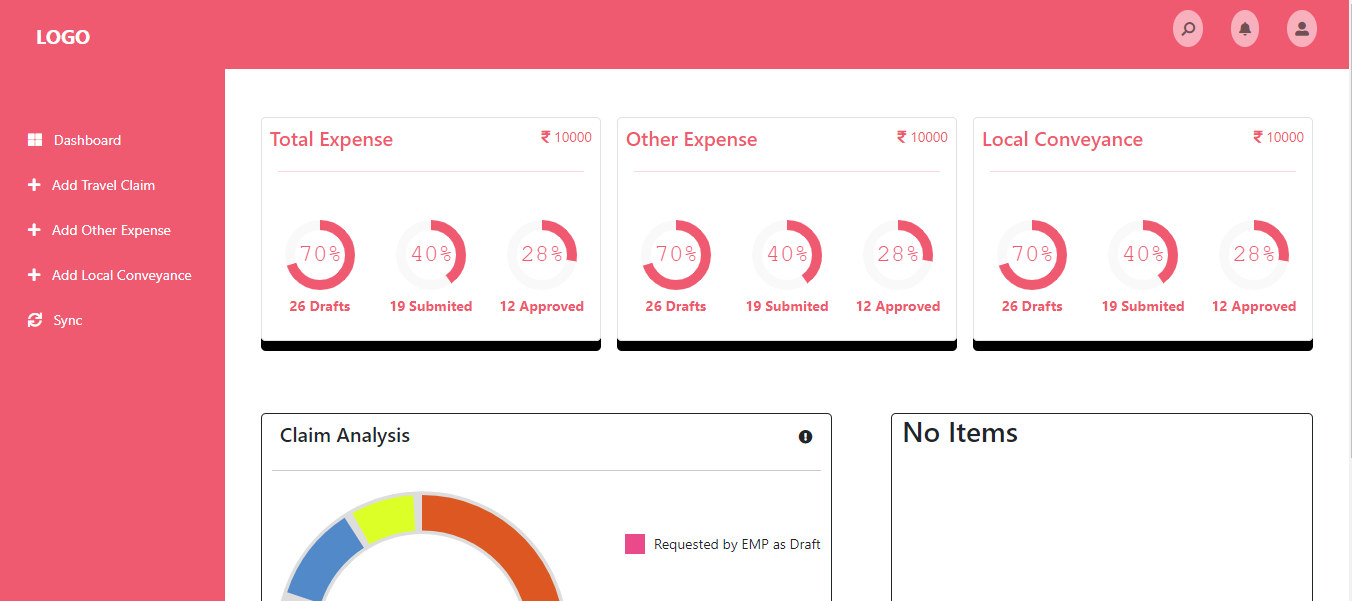 LOGO
Dashboard
Add Travel Claim
Add Other Expense
Add Local Conveyance
Sync
Total Expense ₹ 10000
70% 40% 28%
26 Drafts 19 Submited 12 Approved
Other Expense ₹ 10000
70% 40% 28%
26 Drafts 19 Submited 12 Approved
Local Conveyance ₹ 10000
70% 40% 28%
26 Drafts 19 Submited 12 Approved
Claim Analysis
Requested by EMP as Draft
No Items